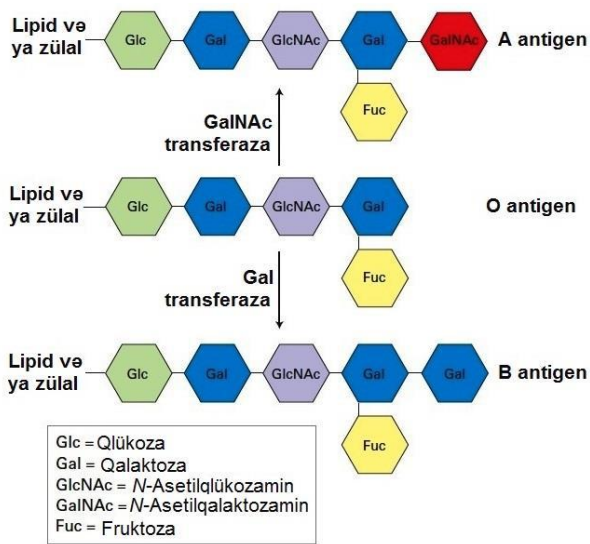 Lipid və
ya zülal
Glc
Gal
GlcNAc
Gal
GalNAc
Fuc
A antigen
GalNAc
transferaza
Lipid və
ya zülal
Glc
Gal
GlcNAc
Gal
Fuc
O antigen
Gal
transferaza
Lipid və
ya zülal
Glc
Gal
GlcNAc
Gal
Gal
Fuc
B antigen
Glc = Qlükoza
Gal = Qalaktoza
GlcNAc = N-Asetilqlükozamin
GalNAc = N-Asetilqalaktozamin
Fuc = Fruktoza